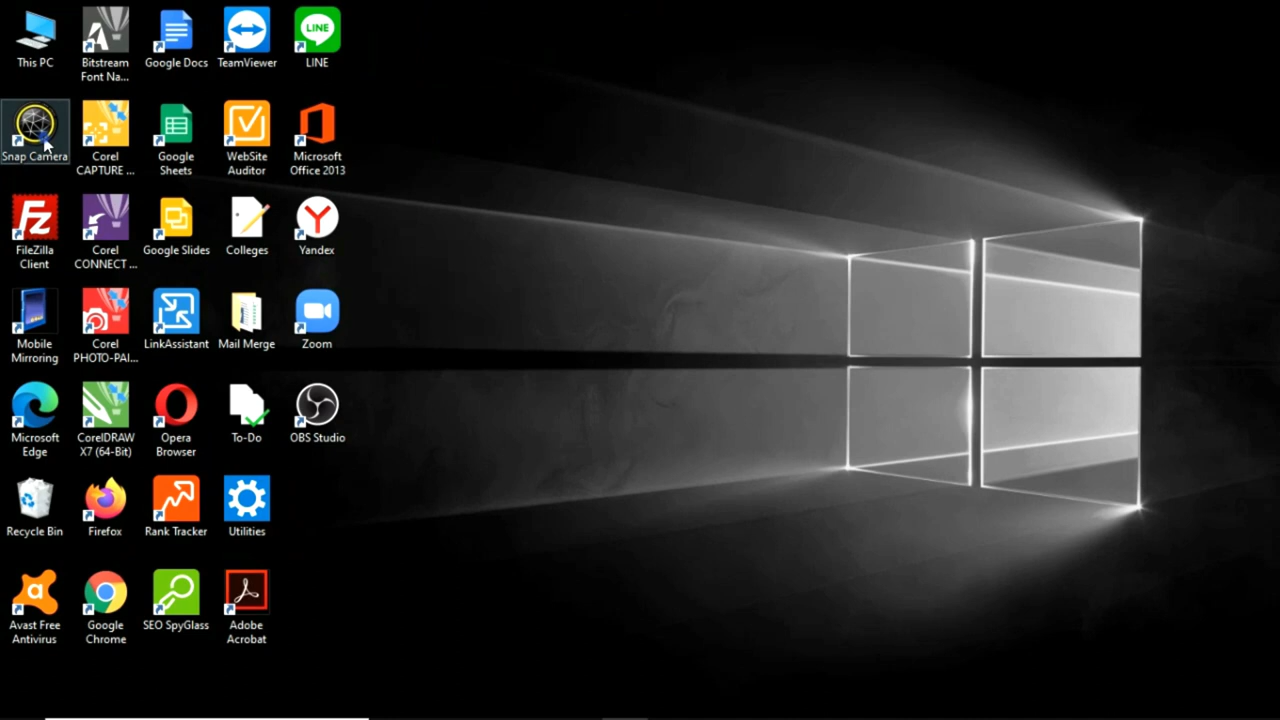 This PC
Bitstream
Font Na...
Google Docs
TeamViewer
LINE
LINE
Snap Camera
Corel
CAPTURE ...
Google
Sheets
WebSite
Auditor
Microsoft
Office 2013
Fz
FileZilla
Client
Corel
CONNECT ...
Google Slides
Colleges
Yandex
Mobile
Mirroring
Corel
PHOTO-PAI...
LinkAssistant
Mail Merge
Zoom
Microsoft
Edge
CorelDRAW
X7 (64-Bit)
Opera
Browser
To-Do
OBS Studio
Recycle Bin
Firefox
Rank Tracker
Utilities
Avast Free
Antivirus
Google
Chrome
SEO SpyGlass
Adobe
Acrobat